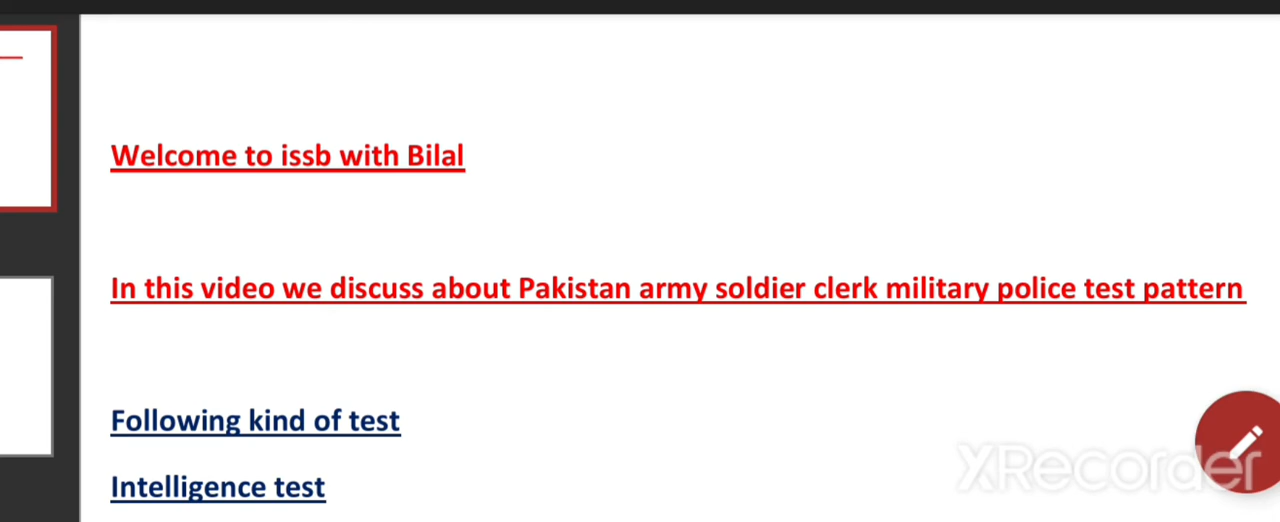 Welcome to issb with Bilal
In this video we discuss about Pakistan army soldier clerk military police test pattern
Following kind of test
XRecorder
Intelligence test